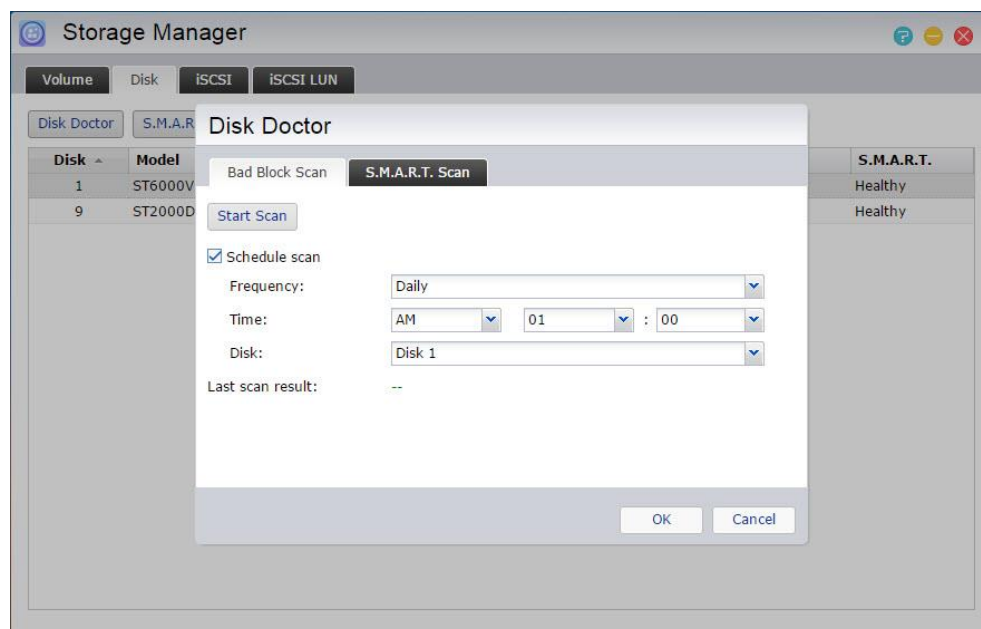 Storage Manager
Volume Disk iSCSI iSCSI LUN
Disk Doctor S.M.A.R
Disk Model S.M.A.R.T.
1 ST6000V Healthy
9 ST2000D Healthy
Disk Doctor
Bad Block Scan S.M.A.R.T. Scan
Start Scan
Schedule scan
Frequency: Daily
Time: AM 01 : 00
Disk: Disk 1
Last scan result: --
OK Cancel